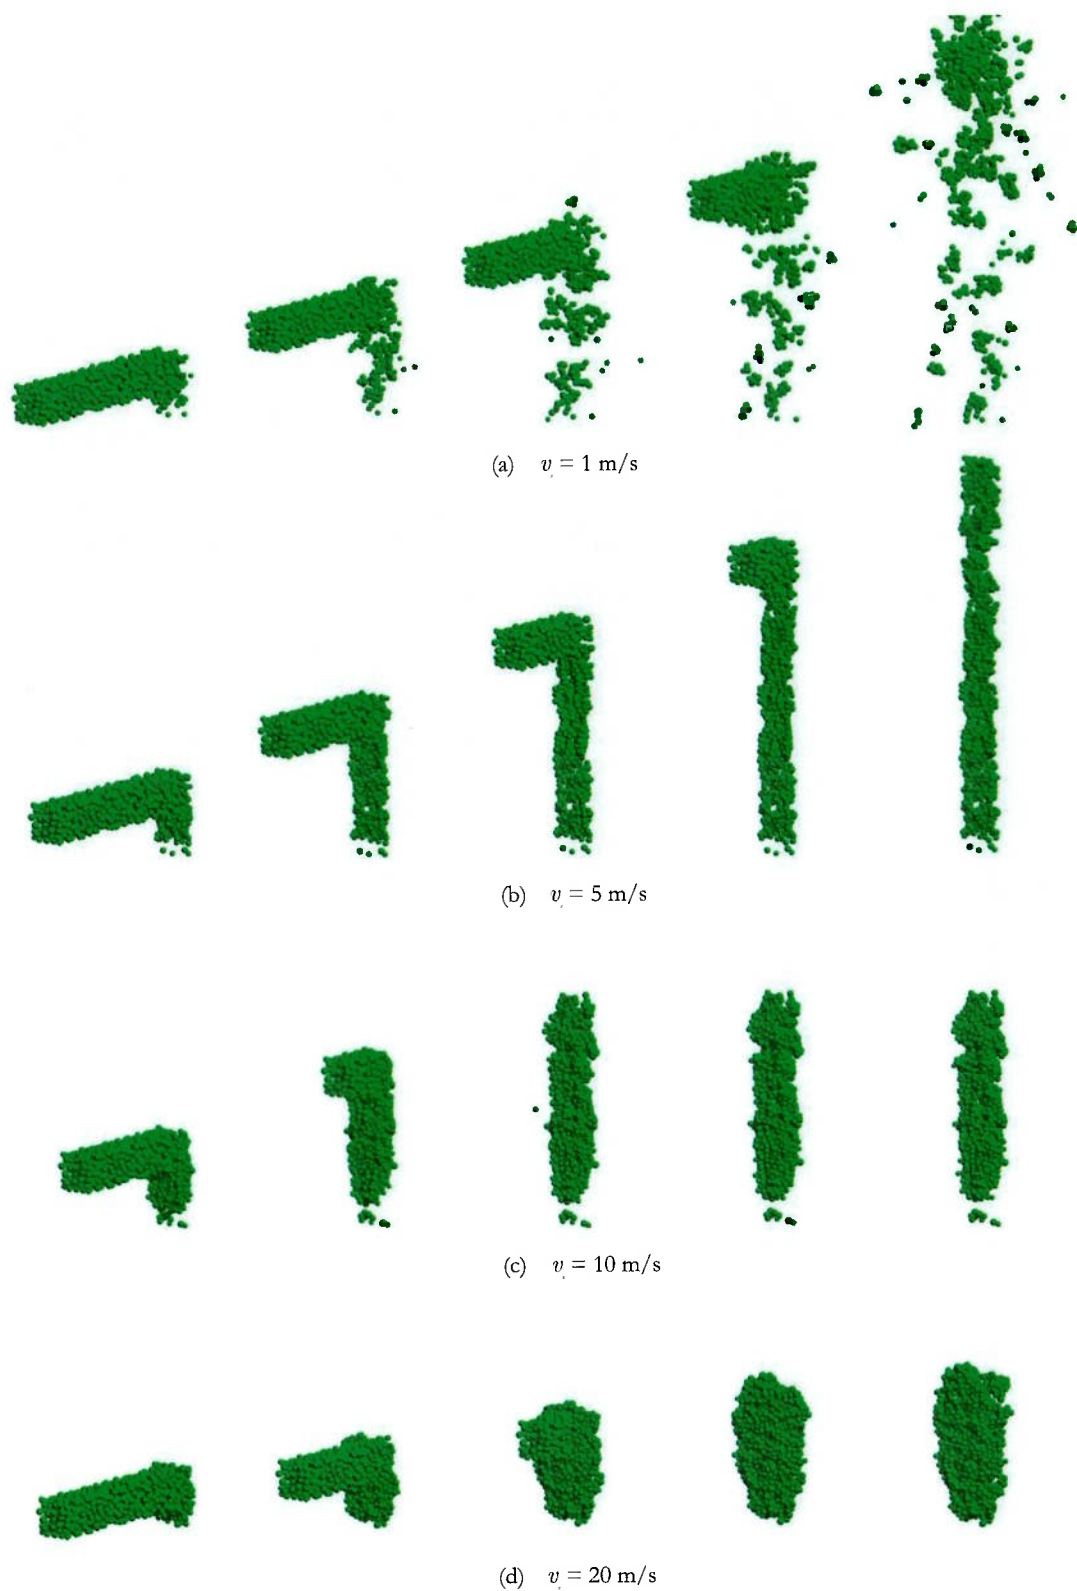 (a) v = 1 m/s
(b) v = 5 m/s
(c) v = 10 m/s
(d) v = 20 m/s